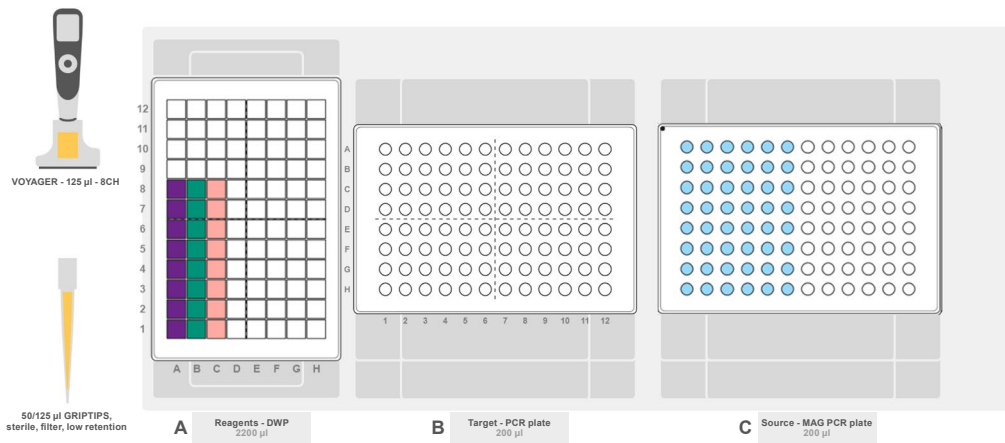 VOYAGER - 125 µl - 8CH
50/125 µl GRIPTIPS,
sterile, filter, low retention
12
11
10
9
8
7
6
5
4
3
2
1
A B C D E F G H
A
B
C
D
E
F
G
H
1 2 3 4 5 6 7 8 9 10 11 12
A
Reagents - DWP
2200 µl
B
Target - PCR plate
200 µl
C
Source - MAG PCR plate
200 µl